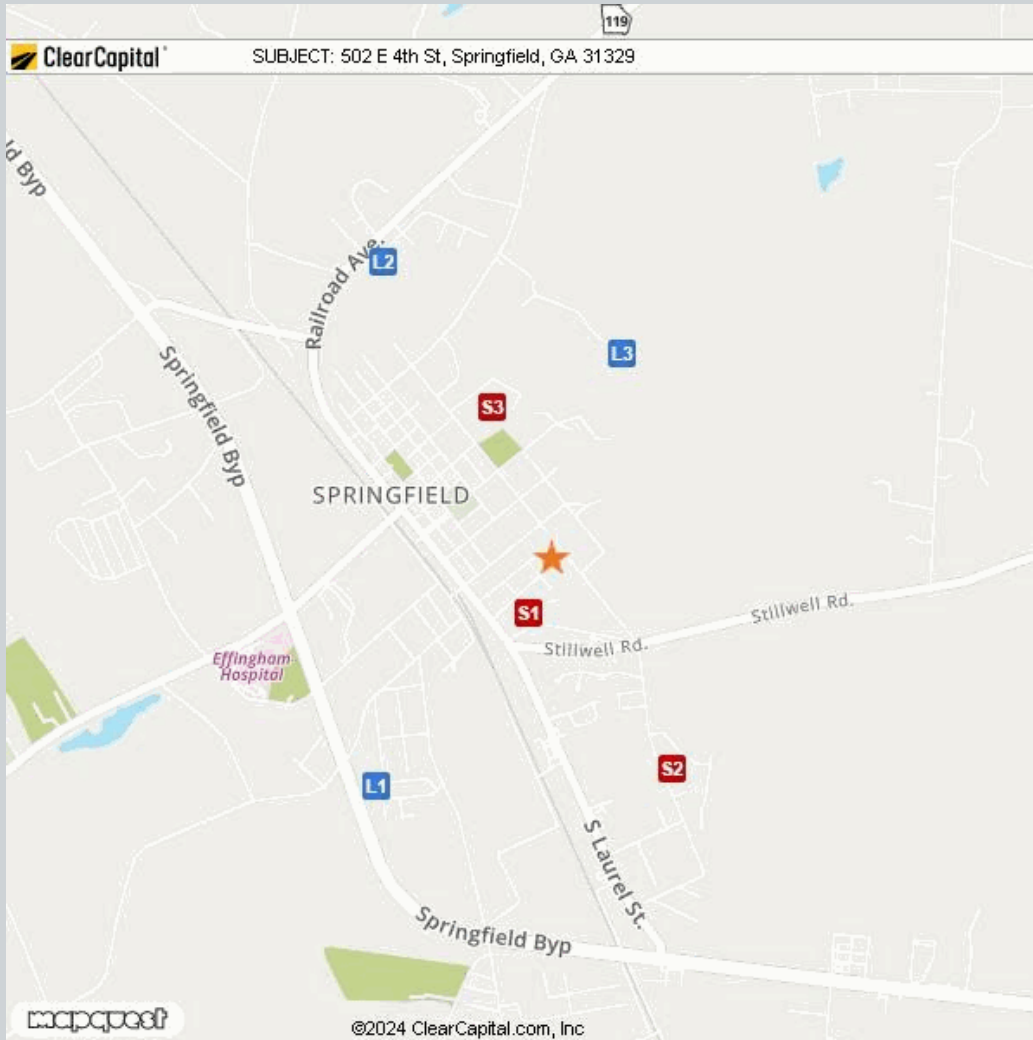 119
ClearCapital
SUBJECT: 502 E 4th St, Springfield, GA 31329
ld Byp
L2
Railroad Ave.
L3
Springfield Byp
S3
SPRINGFIELD
S1
Stillwell Rd.
Stillwell Rd.
Effingham
Hospital
S2
L1
S Laurel St.
Springfield Byp
mapquest
©2024 ClearCapital.com, Inc